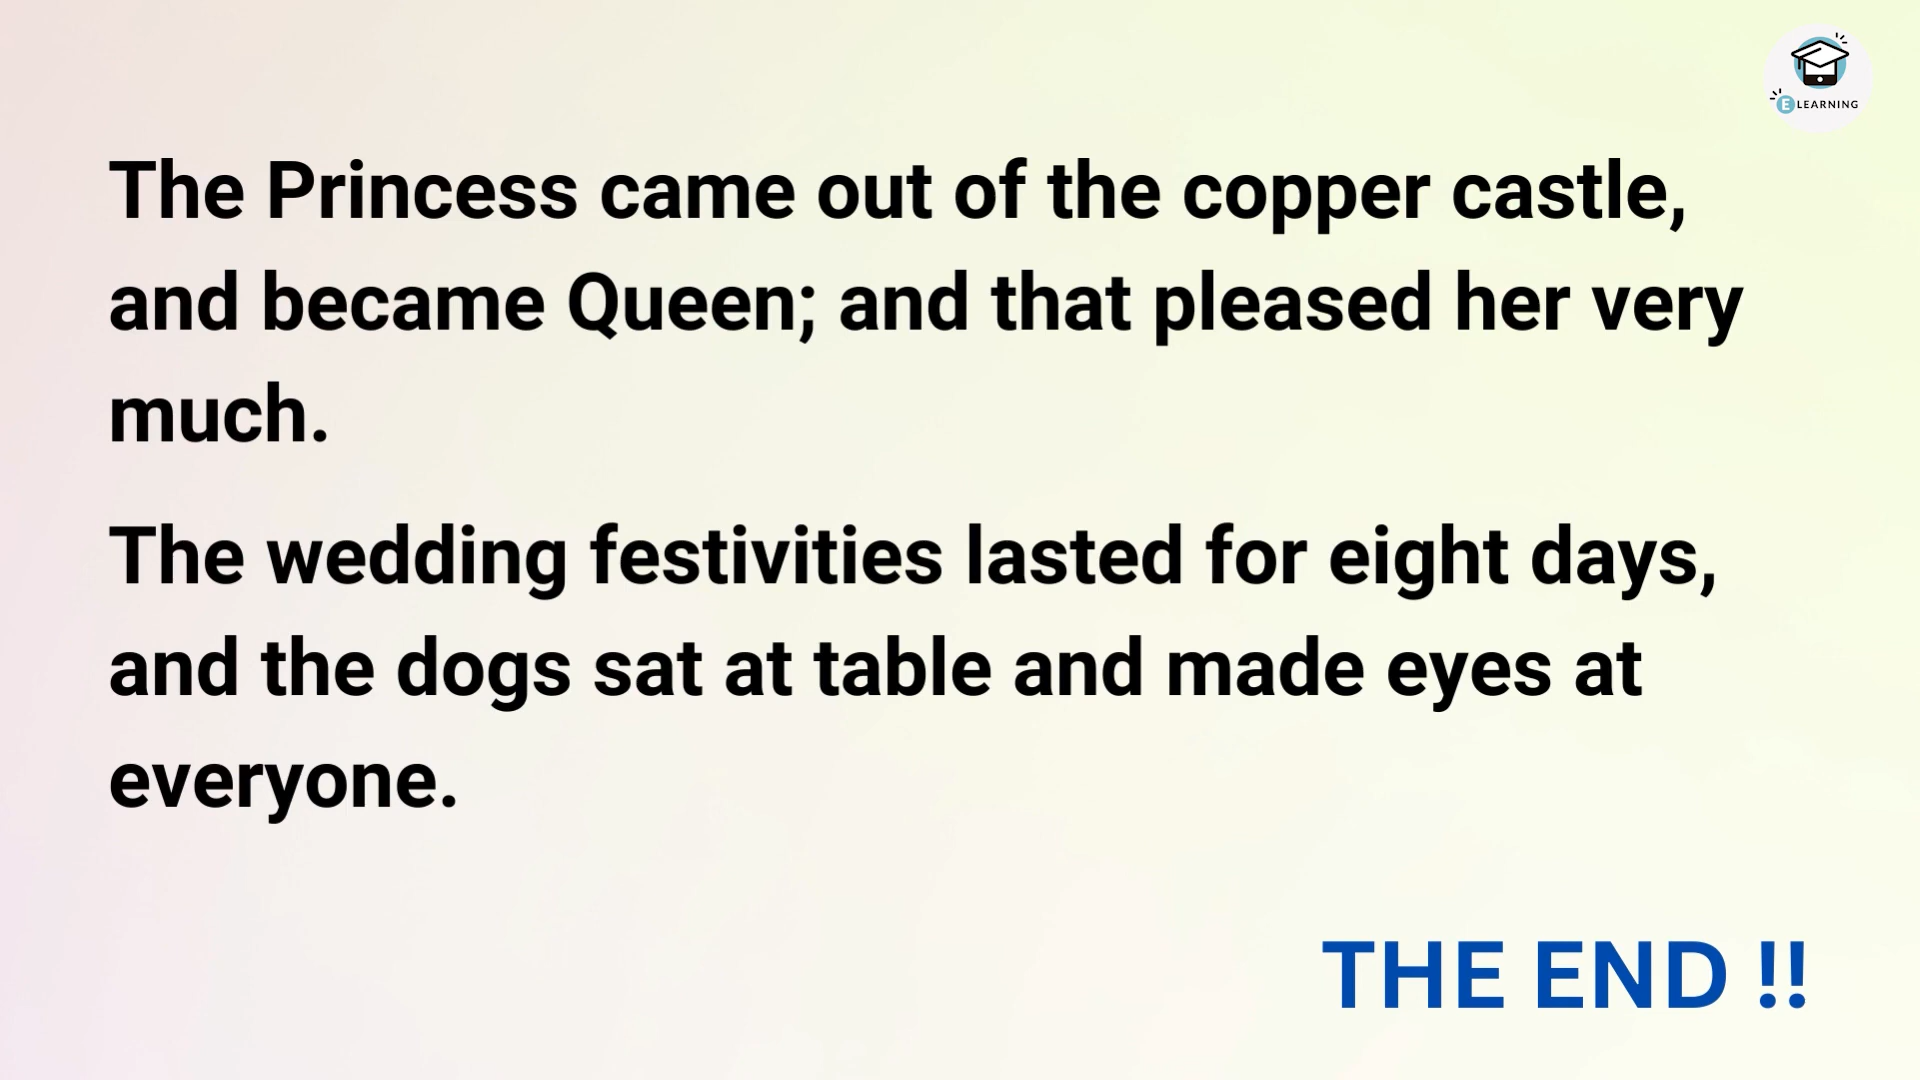 E LEARNING
The Princess came out of the copper castle,
and became Queen; and that pleased her very
much.
The wedding festivities lasted for eight days,
and the dogs sat at table and made eyes at
everyone.
THE END !!